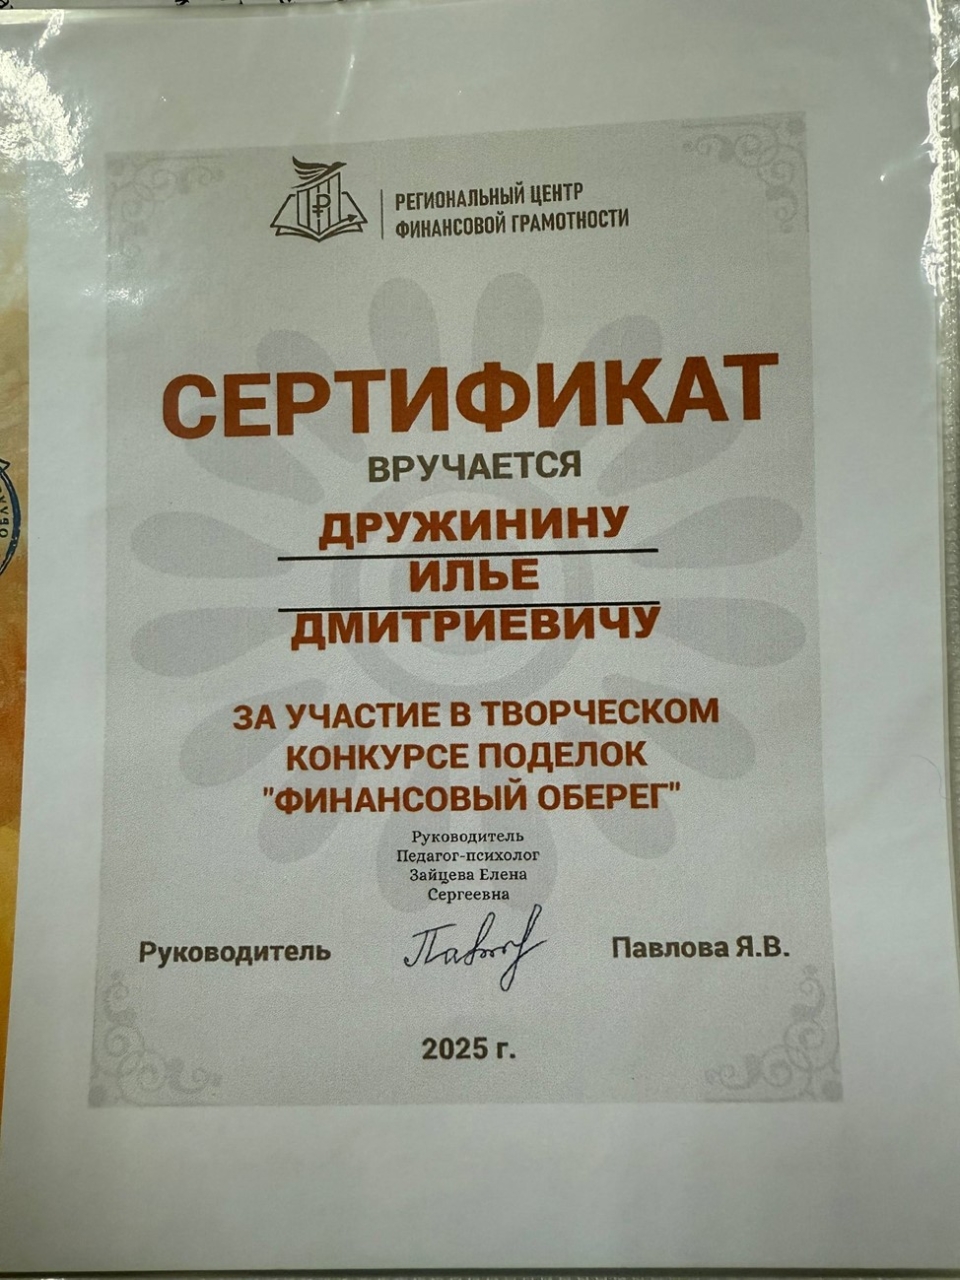 РЕГИОНАЛЬНЫЙ ЦЕНТР
ФИНАНСОВОЙ ГРАМОТНОСТИ
СЕРТИФИКАТ
ВРУЧАЕТСЯ
ДРУЖИНИНУ
ИЛЬЕ
ДМИТРИЕВИЧУ
ЗА УЧАСТИЕ В ТВОРЧЕСКОМ
КОНКУРСЕ ПОДЕЛОК
"ФИНАНСОВЫЙ ОБЕРЕГ"
Руководитель
Педагог-психолог
Зайцева Елена
Сергеевна
Руководитель
Павлова Я.В.
2025 г.